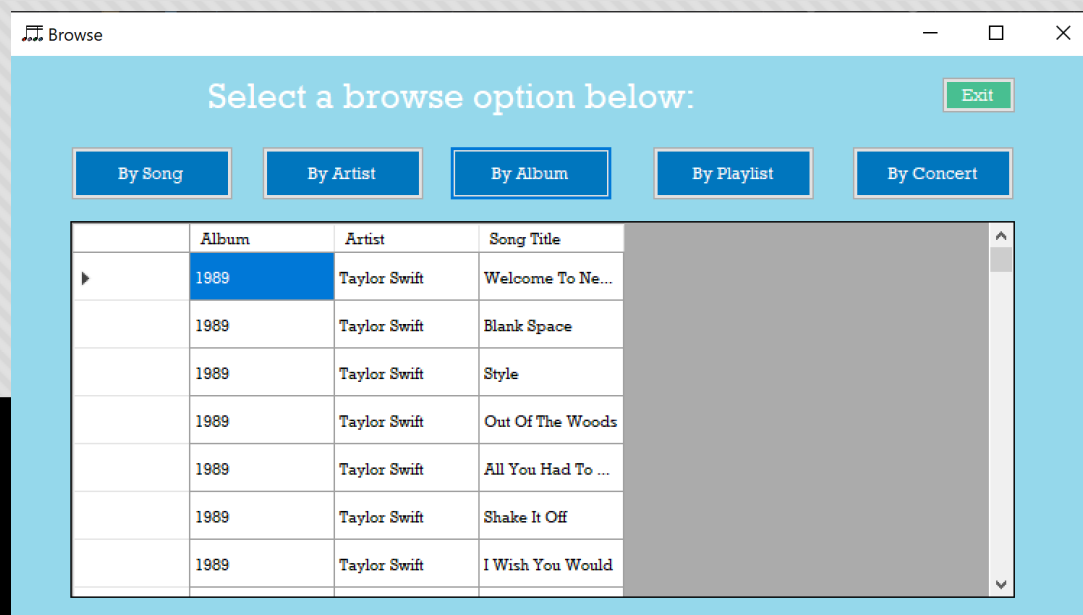 Browse
Select a browse option below:
Exit
By Song By Artist By Album By Playlist By Concert
Album Artist Song Title
1989 Taylor Swift Welcome To Ne...
1989 Taylor Swift Blank Space
1989 Taylor Swift Style
1989 Taylor Swift Out Of The Woods
1989 Taylor Swift All You Had To ...
1989 Taylor Swift Shake It Off
1989 Taylor Swift I Wish You Would